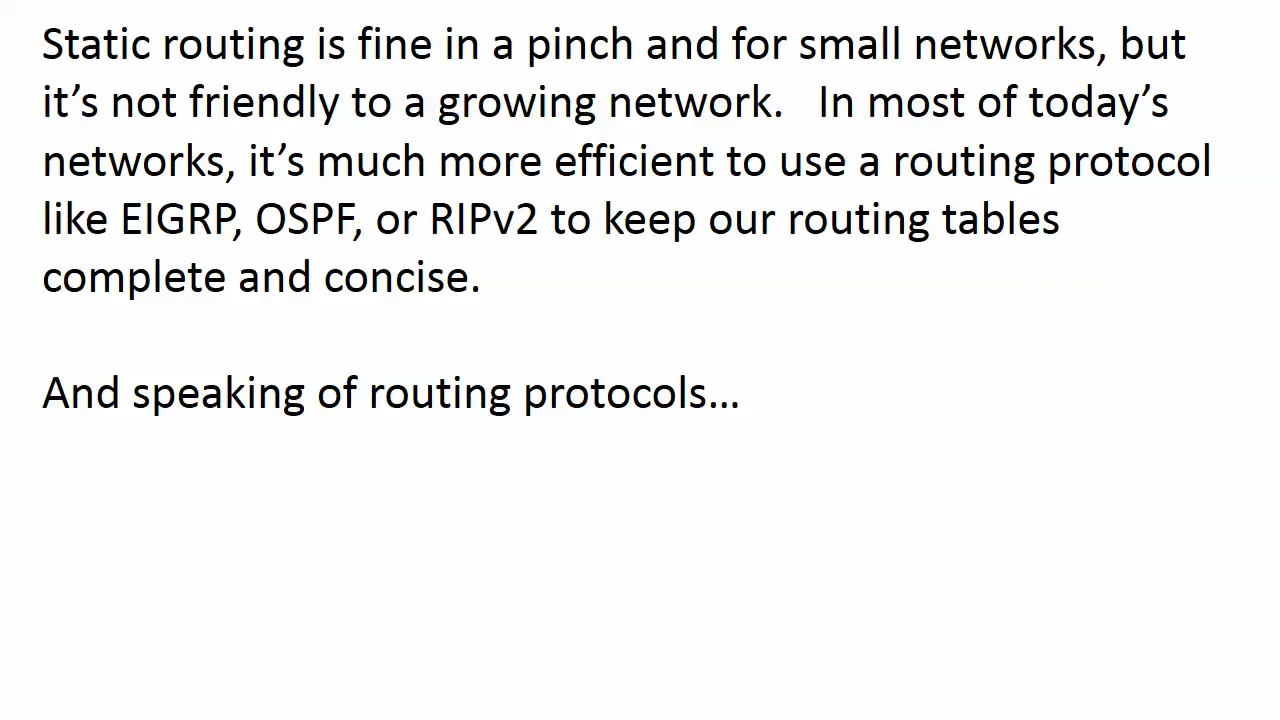 Static routing is fine in a pinch and for small networks, but
it’s not friendly to a growing network.   In most of today’s
networks, it’s much more efficient to use a routing protocol
like EIGRP, OSPF, or RIPv2 to keep our routing tables
complete and concise.
And speaking of routing protocols…